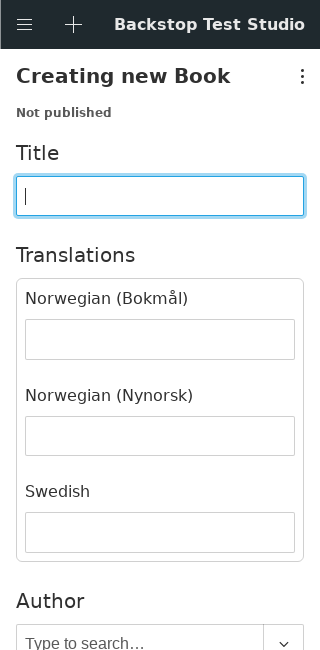 Backstop Test Studio
Creating new Book
Not published
Title
Translations
Norwegian (Bokmål)
Norwegian (Nynorsk)
Swedish
Author
Type to search…